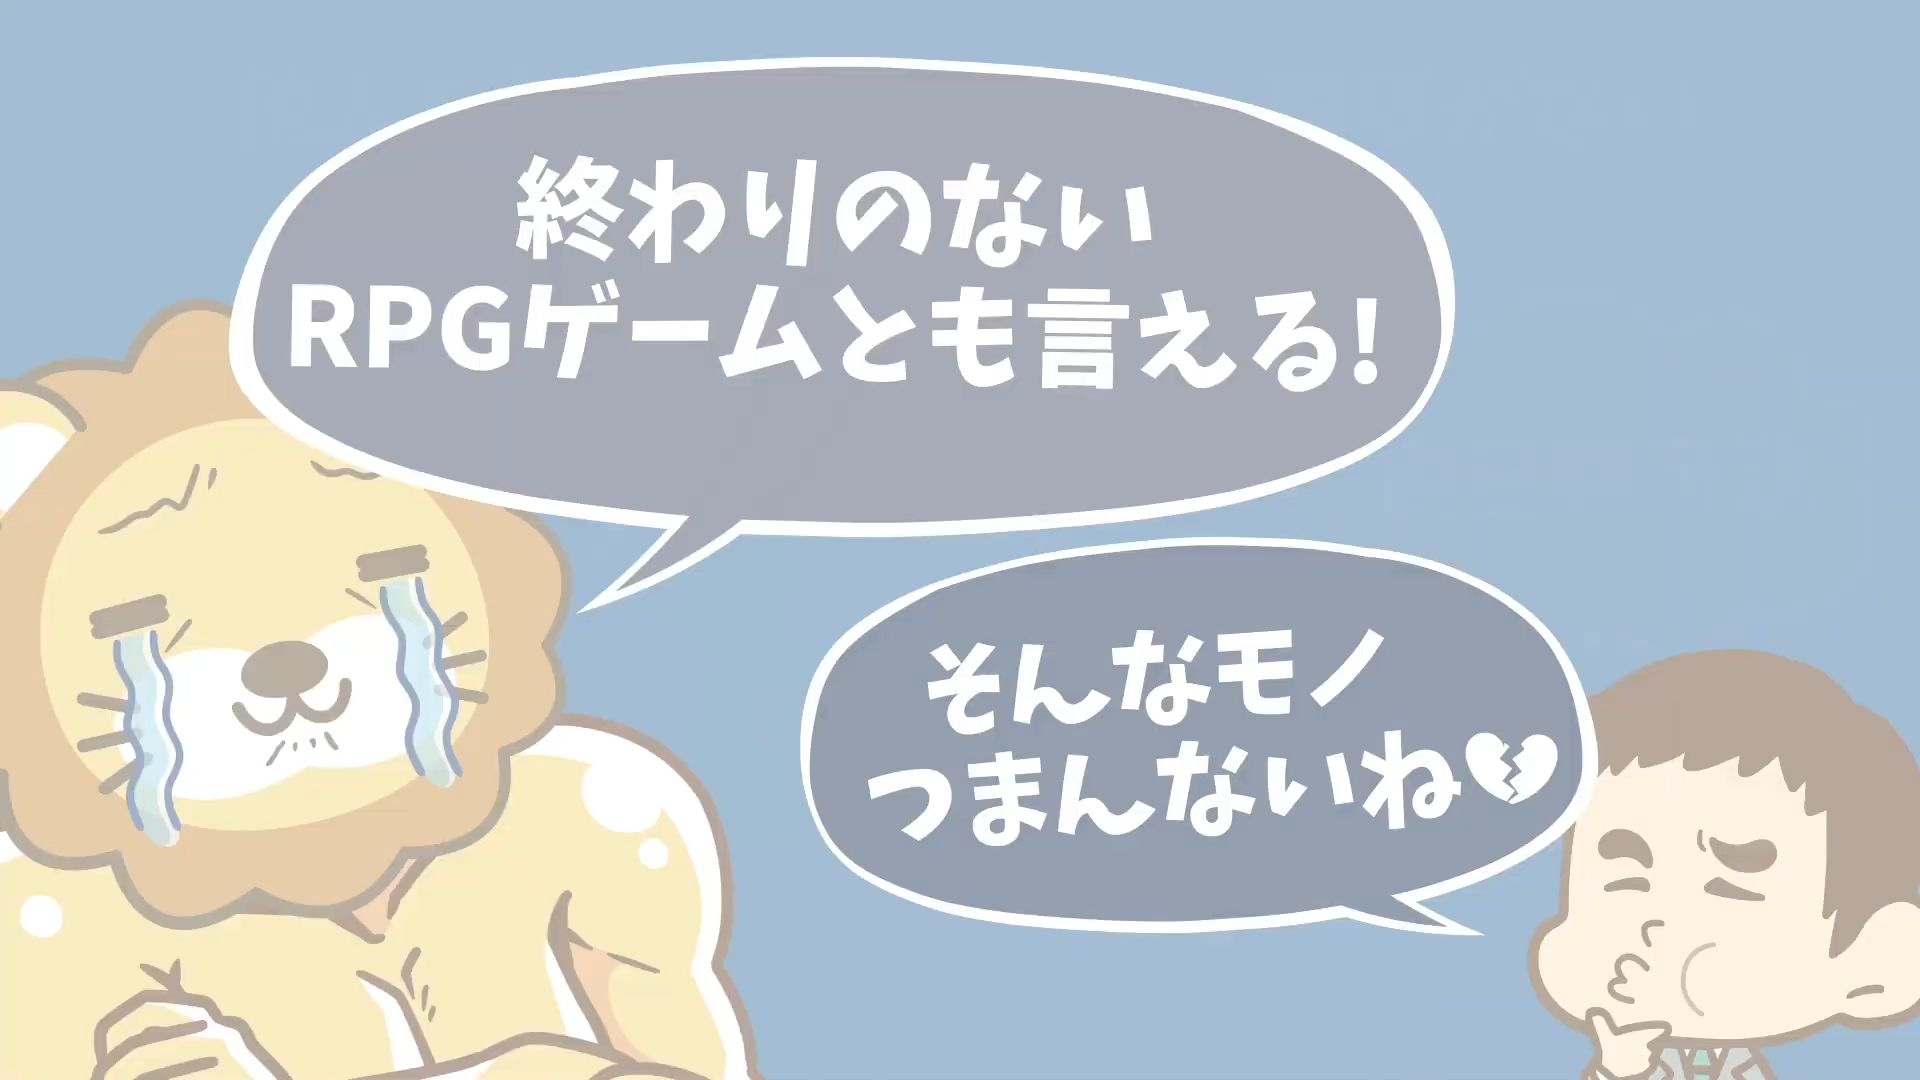 終わりのない
RPGゲームとも言える!
そんなモノ
つまんないね💔